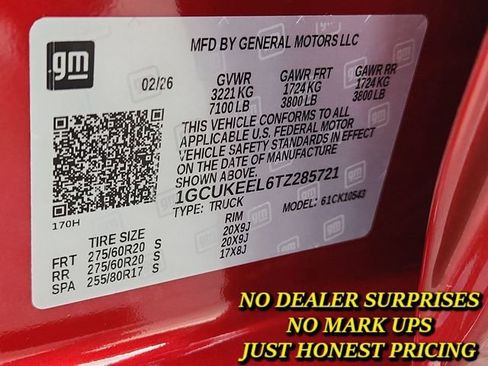 gm
MFD BY GENERAL MOTORS LLC
02/26
GVWR GAWR FRT GAWR RR
3221 KG 1724 KG 1724 KG
7100 LB 3800 LB 3800 LB
THIS VEHICLE CONFORMS TO ALL
APPLICABLE U.S. FEDERAL MOTOR
VEHICLE SAFETY STANDARDS IN EFFECT
ON THE DATE OF MANUFACTURE
1GCUKEEL6TZ285721
TYPE: TRUCK MODEL: 61CK10543
170H
TIRE SIZE RIM
FRT 275/60R20 S 20X9J
RR 275/60R20 S 20X9J
SPA 255/80R17 S 17X8J
NO DEALER SURPRISES
NO MARK UPS
JUST HONEST PRICING